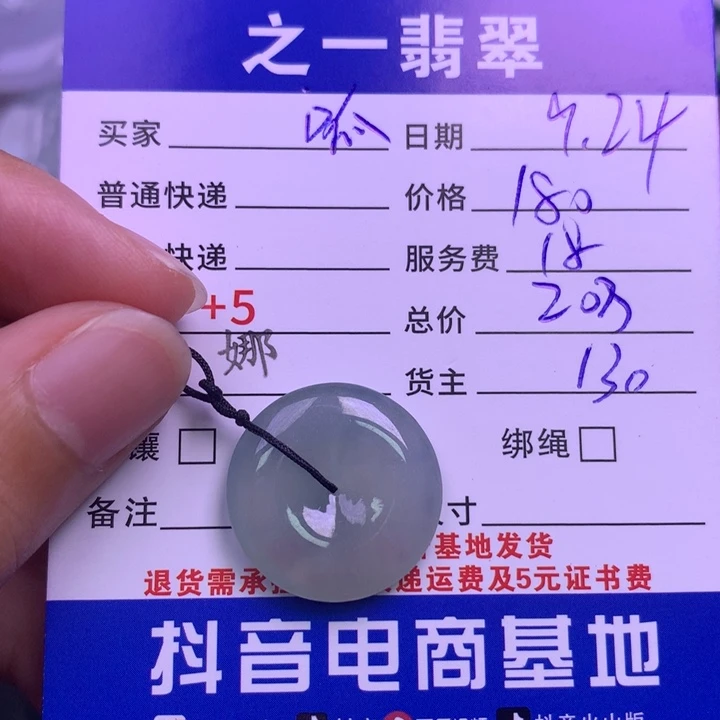 之一翡翠
买家 呱 日期 7.24
普通快递 价格 180
快递 服务费 18
+5 总价 203
娜 货主 130
镶 绑绳
备注 寸
基地发货
退货需承 递运费及5元证书费
抖音电商基地